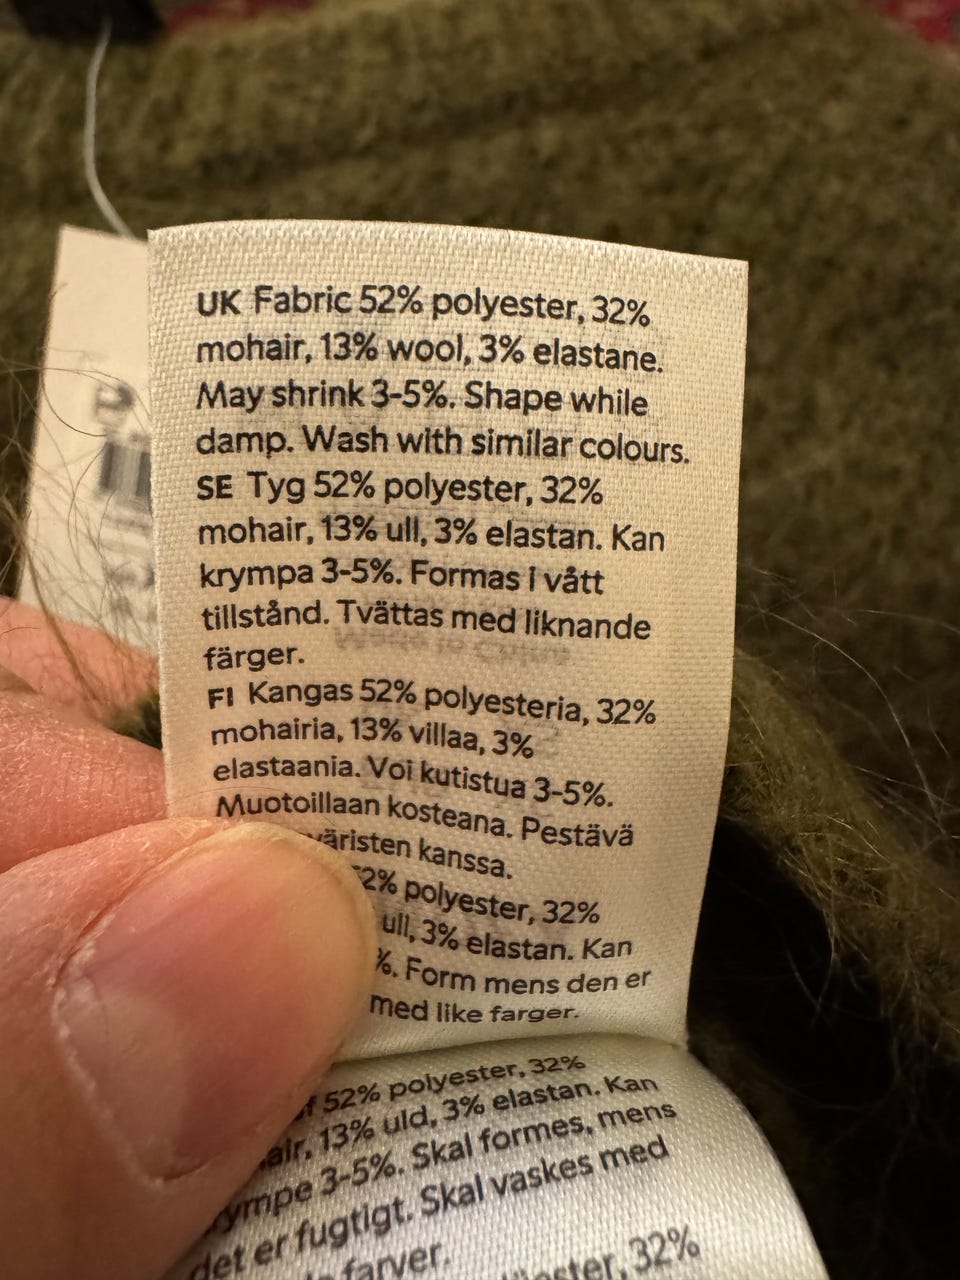 UK Fabric 52% polyester, 32%
mohair, 13% wool, 3% elastane.
May shrink 3-5%. Shape while
damp. Wash with similar colours.
SE Tyg 52% polyester, 32%
mohair, 13% ull, 3% elastan. Kan
krympa 3-5%. Formas i vått
tillstånd. Tvättas med liknande
färger.
FI Kangas 52% polyesteria, 32%
mohairia, 13% villaa, 3%
elastaania. Voi kutistua 3-5%.
Muotoillaan kosteana. Pestävä
väristen kanssa.
52% polyester, 32%
ull, 3% elastan. Kan
%. Form mens den er
med like farger.
52% polyester, 32%
13% uld, 3% elastan. Kan
3-5%. Skal formes, mens
det er fugtigt. Skal vaskes med
farver.
32%